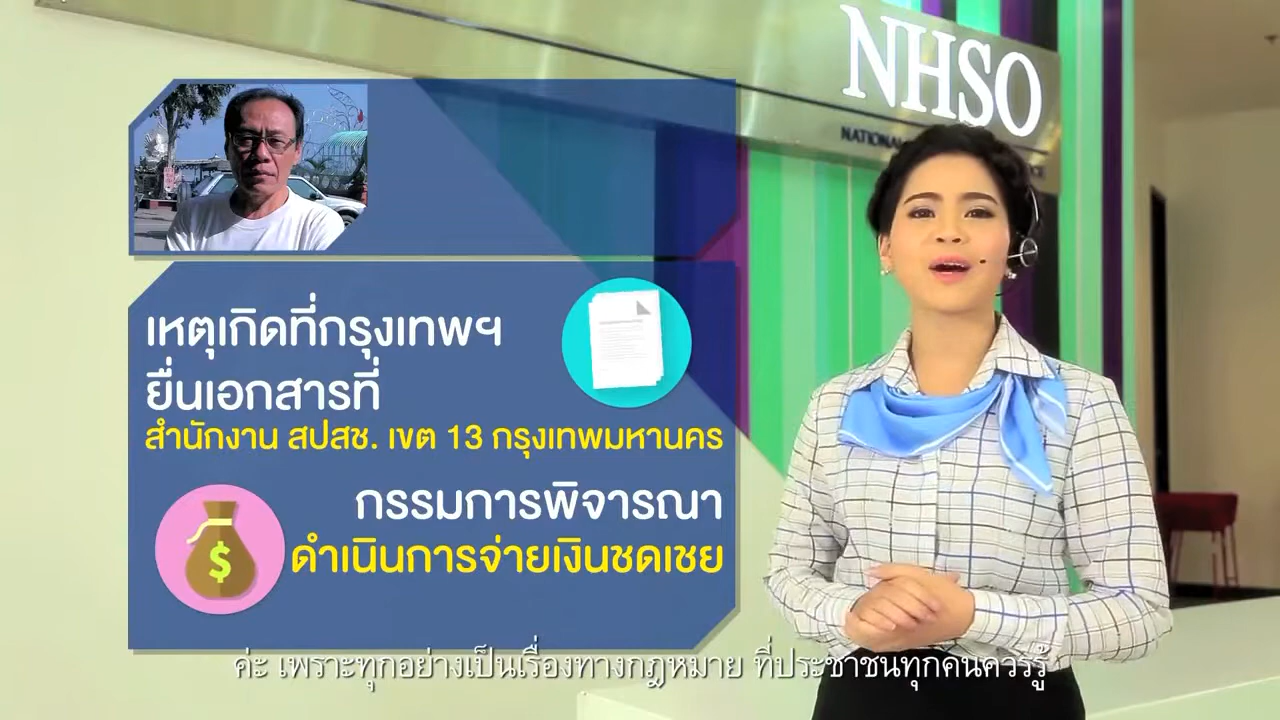 NHSO
NATIONAL
เหตุเกิดที่กรุงเทพฯ
ยื่นเอกสารที่
สำนักงาน สปสช. เขต 13 กรุงเทพมหานคร
กรรมการพิจารณา
$
ดำเนินการจ่ายเงินชดเชย
ค่ะ เพราะทุกอย่างเป็นเรื่องทางกฎหมาย ที่ประชาชนทุกคนควรรู้